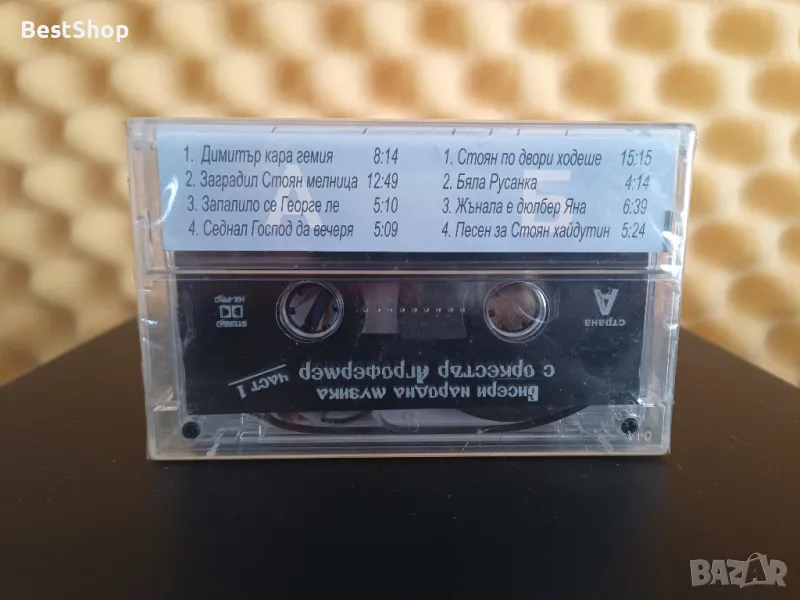 BestShop
1. Димитър кара гемия 8:14
2. Заградил Стоян мелница 12:49
3. Запалило се Георге ле 5:10
4. Седнал Господ да вечеря 5:09
А
1. Стоян по двори ходеше 15:15
2. Бяла Русанка 4:14
3. Жънала е дюлбер Яна 6:39
4. Песен за Стоян хайдутин 5:24
Бисери народна музика
с оркестър Агрофермер
част 1
страна
А
STEREO
HX-PRO
BAZAR